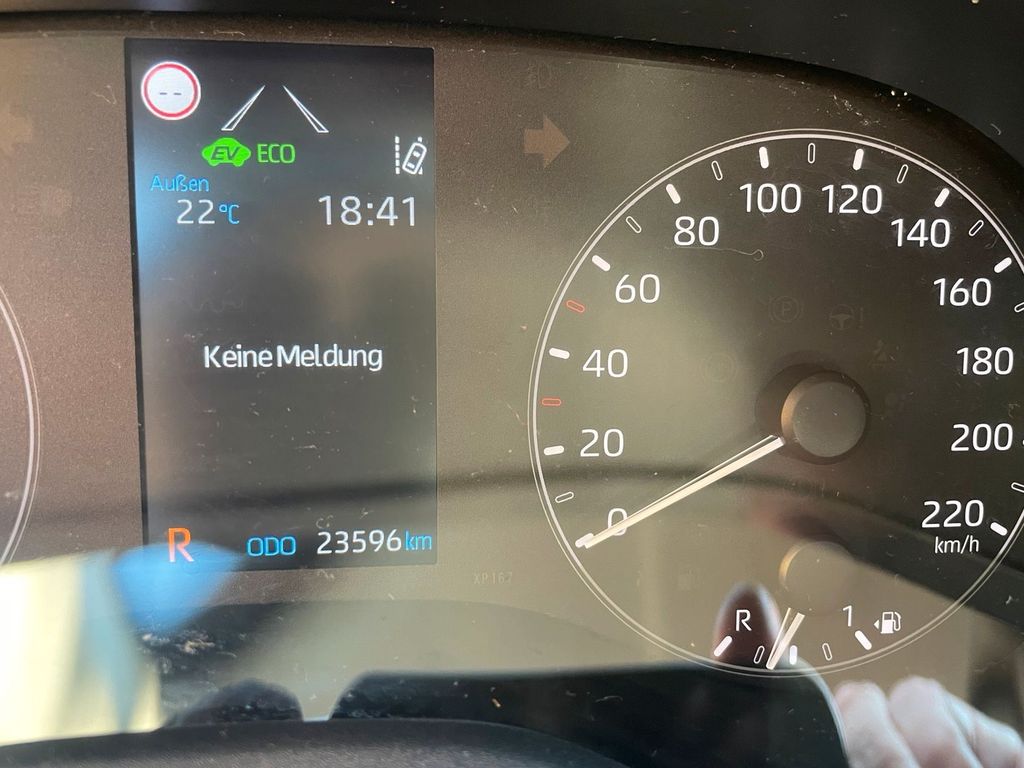 --
EV ECO
Außen
22°C 18:41
Keine Meldung
R ODO 23596 km
XP167
0
20
40
60
80
100
120
140
160
180
200
220
km/h
R 1